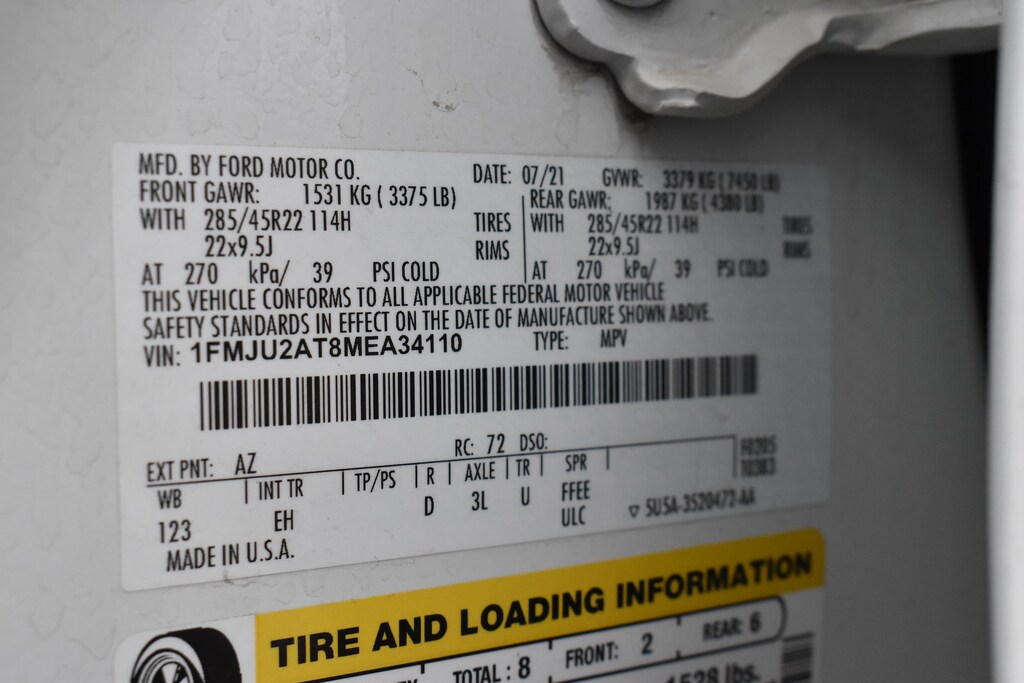 MFD. BY FORD MOTOR CO. DATE: 07/21 GVWR: 3379 KG ( 7450 LB)
FRONT GAWR: 1531 KG ( 3375 LB) REAR GAWR: 1987 KG ( 4380 LB)
WITH 285/45R22 114H TIRES WITH 285/45R22 114H TIRES
22x9.5J RIMS 22x9.5J RIMS
AT 270 kPa/ 39 PSI COLD AT 270 kPa/ 39 PSI COLD
THIS VEHICLE CONFORMS TO ALL APPLICABLE FEDERAL MOTOR VEHICLE
SAFETY STANDARDS IN EFFECT ON THE DATE OF MANUFACTURE SHOWN ABOVE.
VIN: 1FMJU2AT8MEA34110 TYPE: MPV
EXT PNT: AZ RC: 72 DSO: F0205
T0383
WB INT TR TP/PS R AXLE TR SPR
123 EH D 3L U FFEE
ULC ▽ 5USA-3520472-AA
MADE IN U.S.A.
TIRE AND LOADING INFORMATION
TOTAL : 8 FRONT: 2 REAR: 6
1528 lbs.